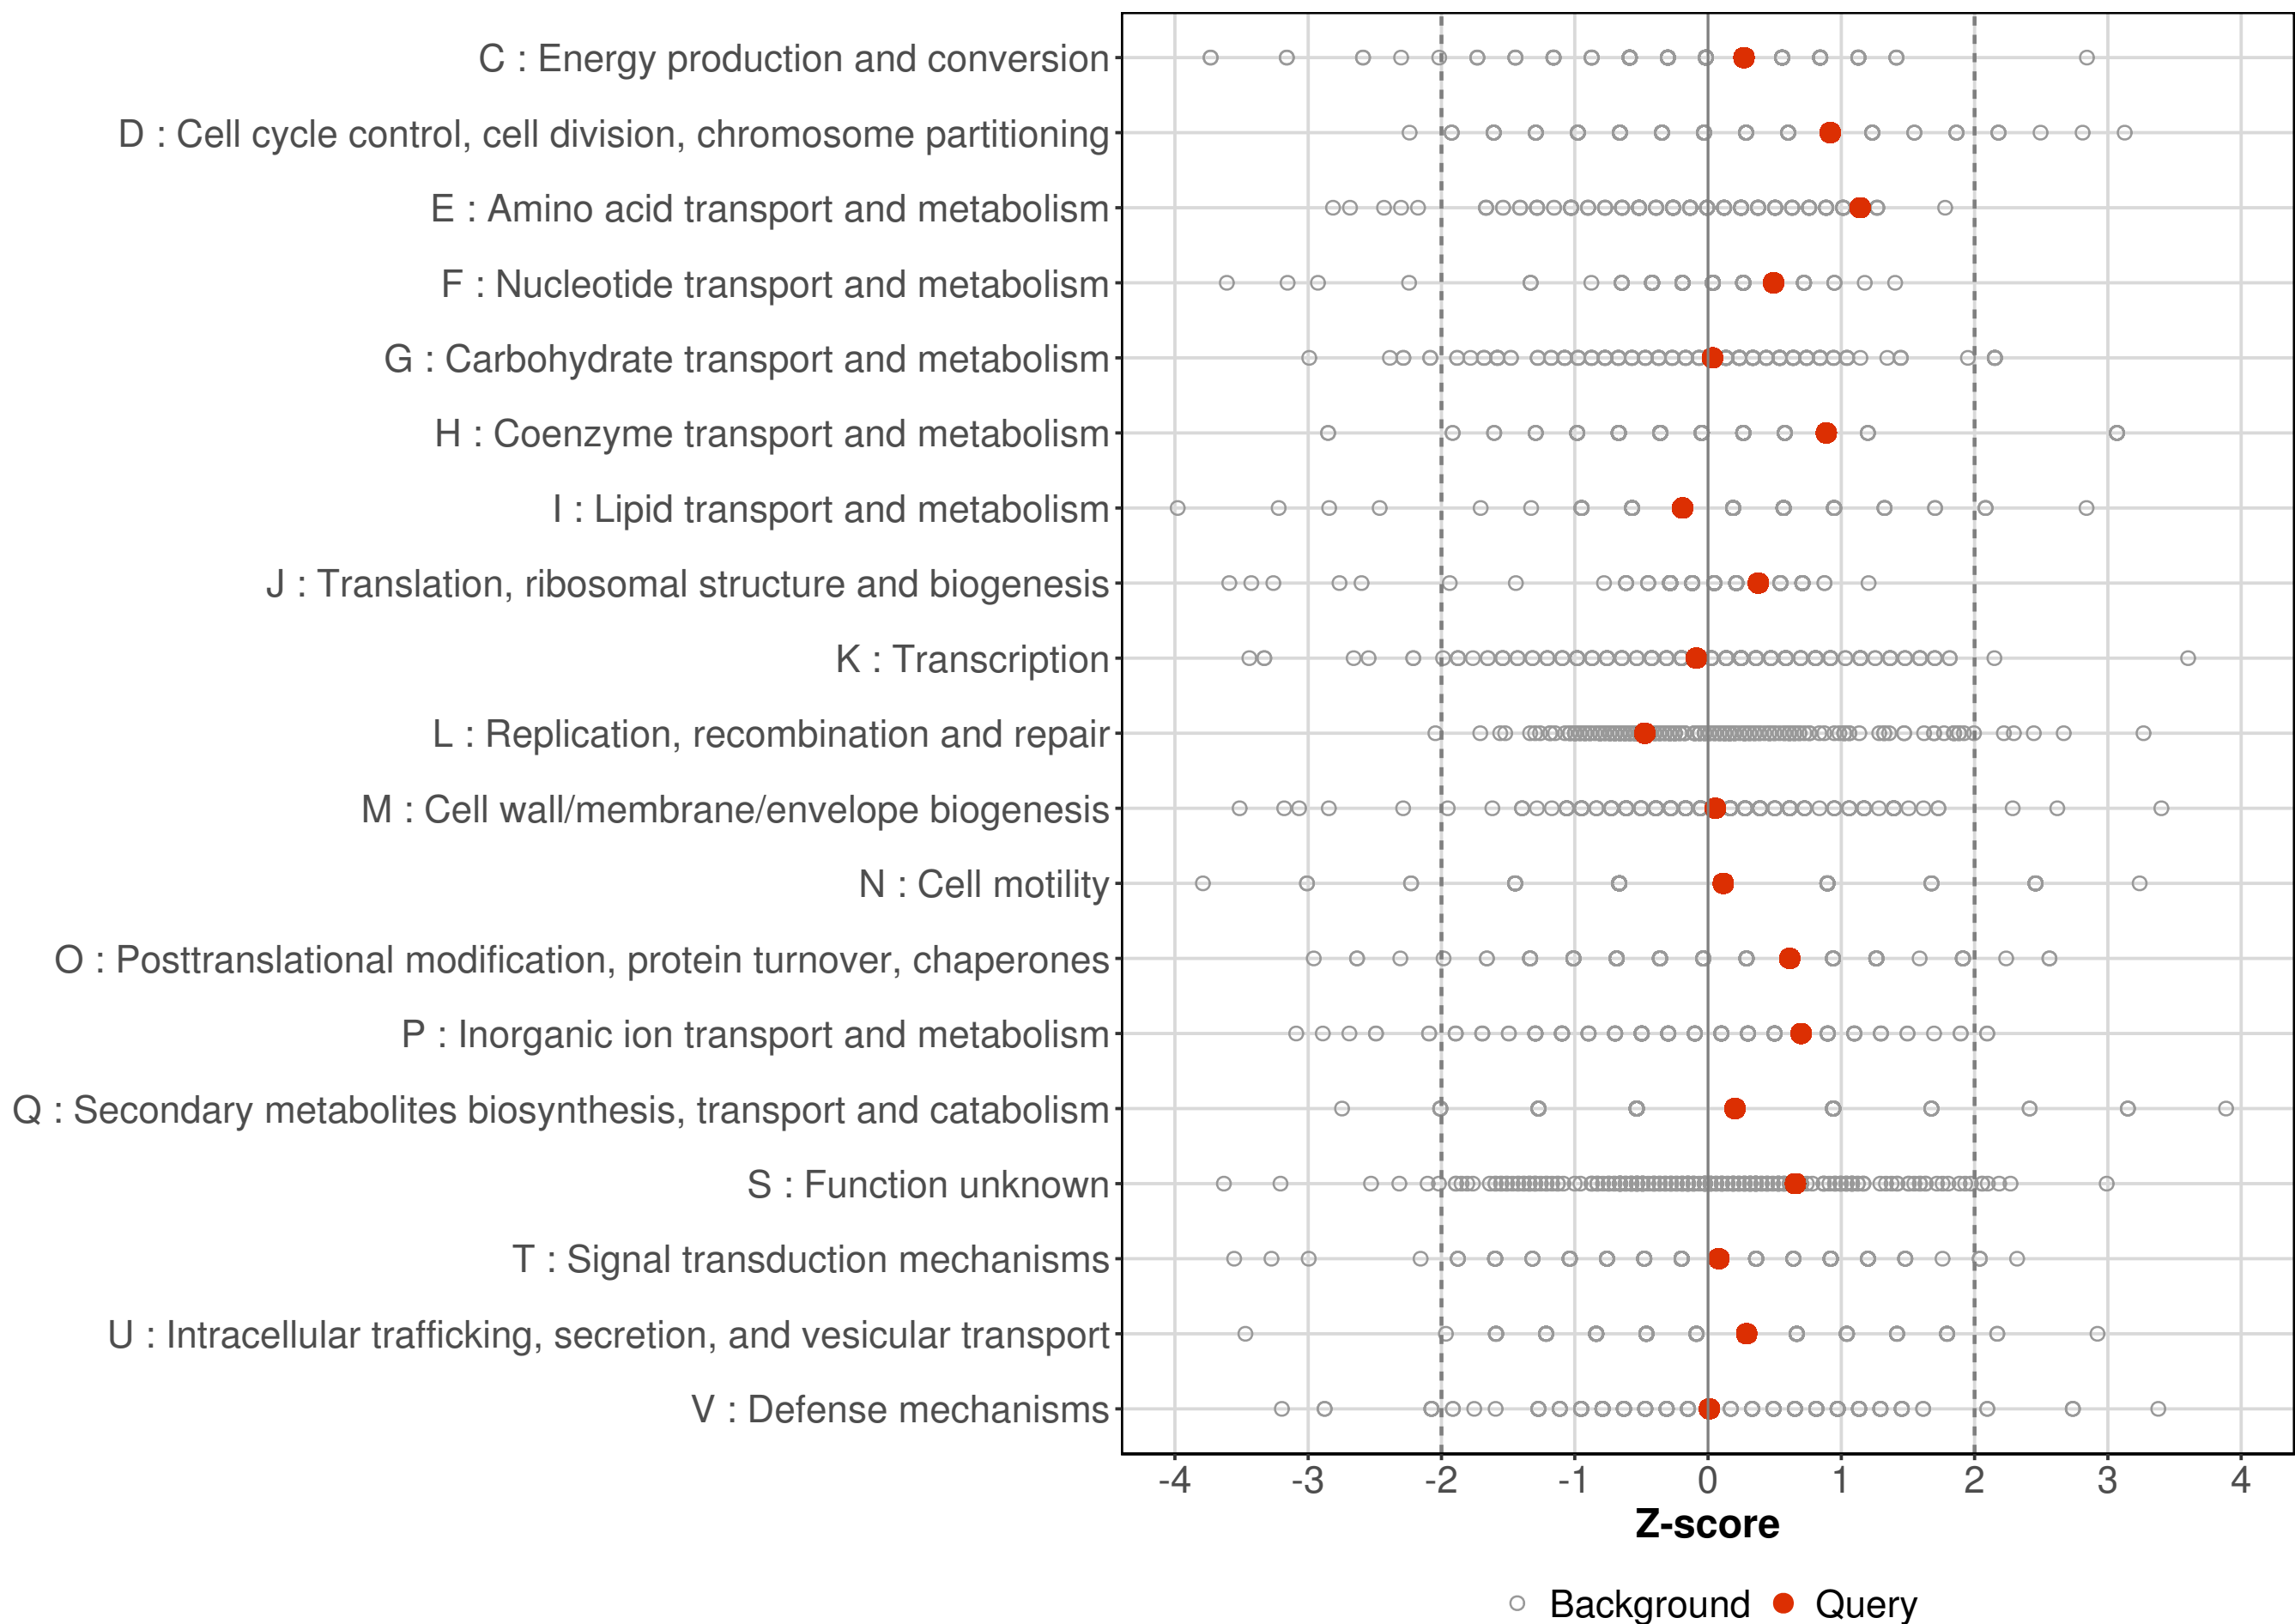 C : Energy production and conversion
D : Cell cycle control, cell division, chromosome partitioning
E : Amino acid transport and metabolism
F : Nucleotide transport and metabolism
G : Carbohydrate transport and metabolism
H : Coenzyme transport and metabolism
I : Lipid transport and metabolism
J : Translation, ribosomal structure and biogenesis
K : Transcription
L : Replication, recombination and repair
M : Cell wall/membrane/envelope biogenesis
N : Cell motility
O : Posttranslational modification, protein turnover, chaperones
P : Inorganic ion transport and metabolism
Q : Secondary metabolites biosynthesis, transport and catabolism
S : Function unknown
T : Signal transduction mechanisms
U : Intracellular trafficking, secretion, and vesicular transport
V : Defense mechanisms
-4 -3 -2 -1 0 1 2 3 4
Z-score
Background Query